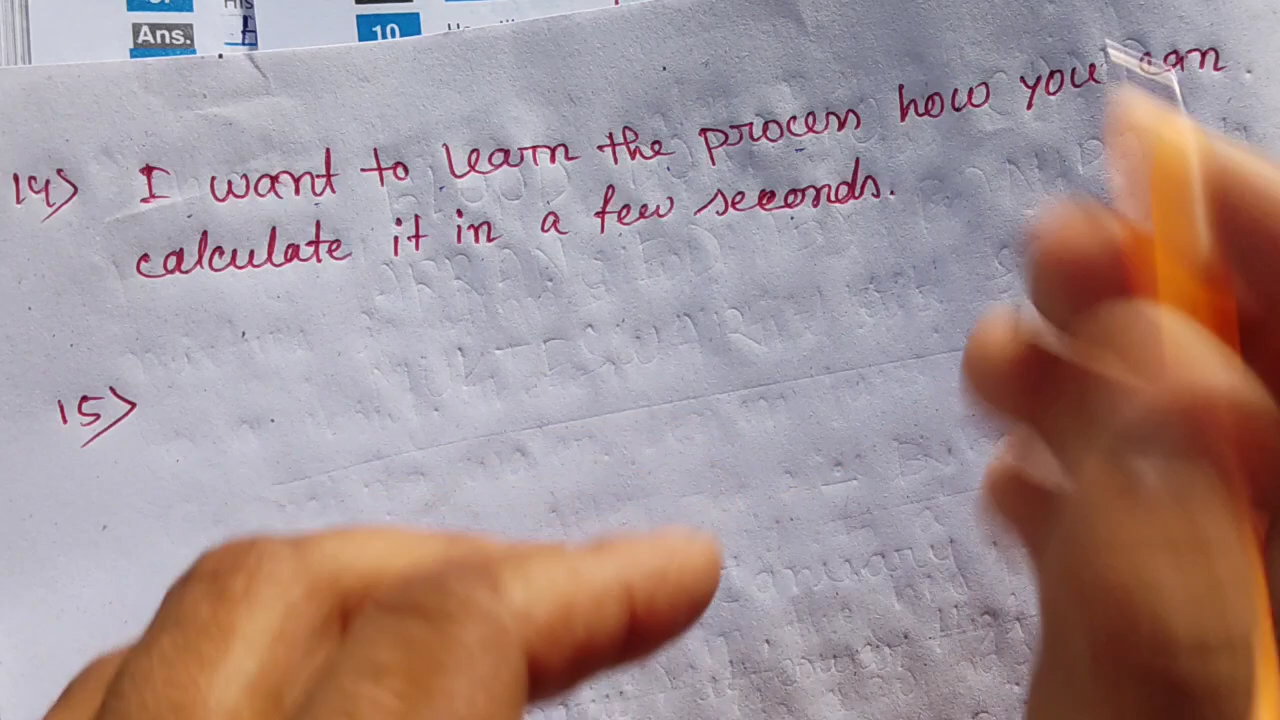 Ans.
10
14> I want to learn the process how you can
calculate it in a few seconds.
15>